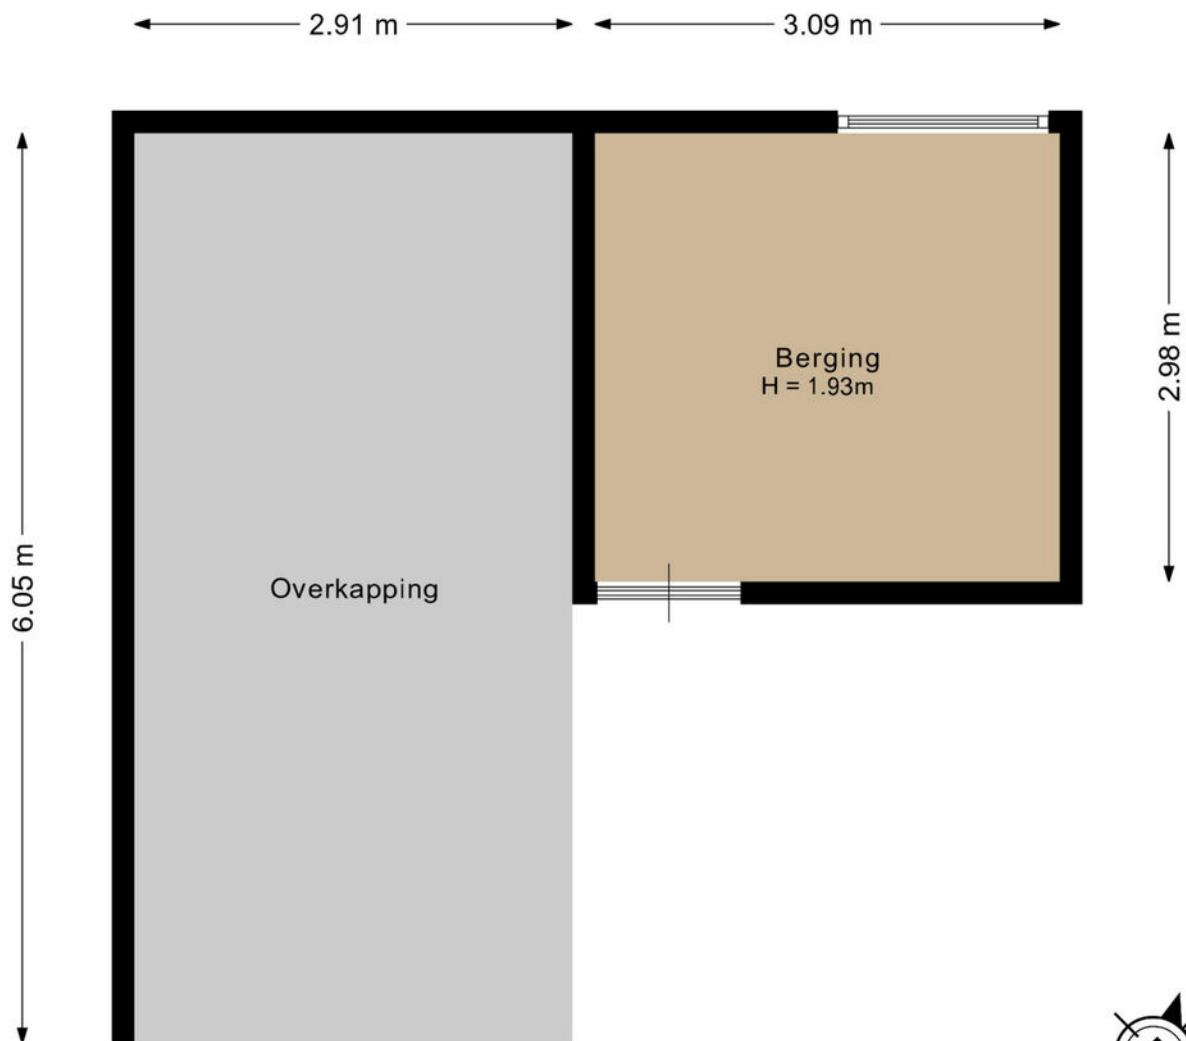 2.91 m
3.09 m
Berging
H = 1.93m
2.98 m
Overkapping
6.05 m